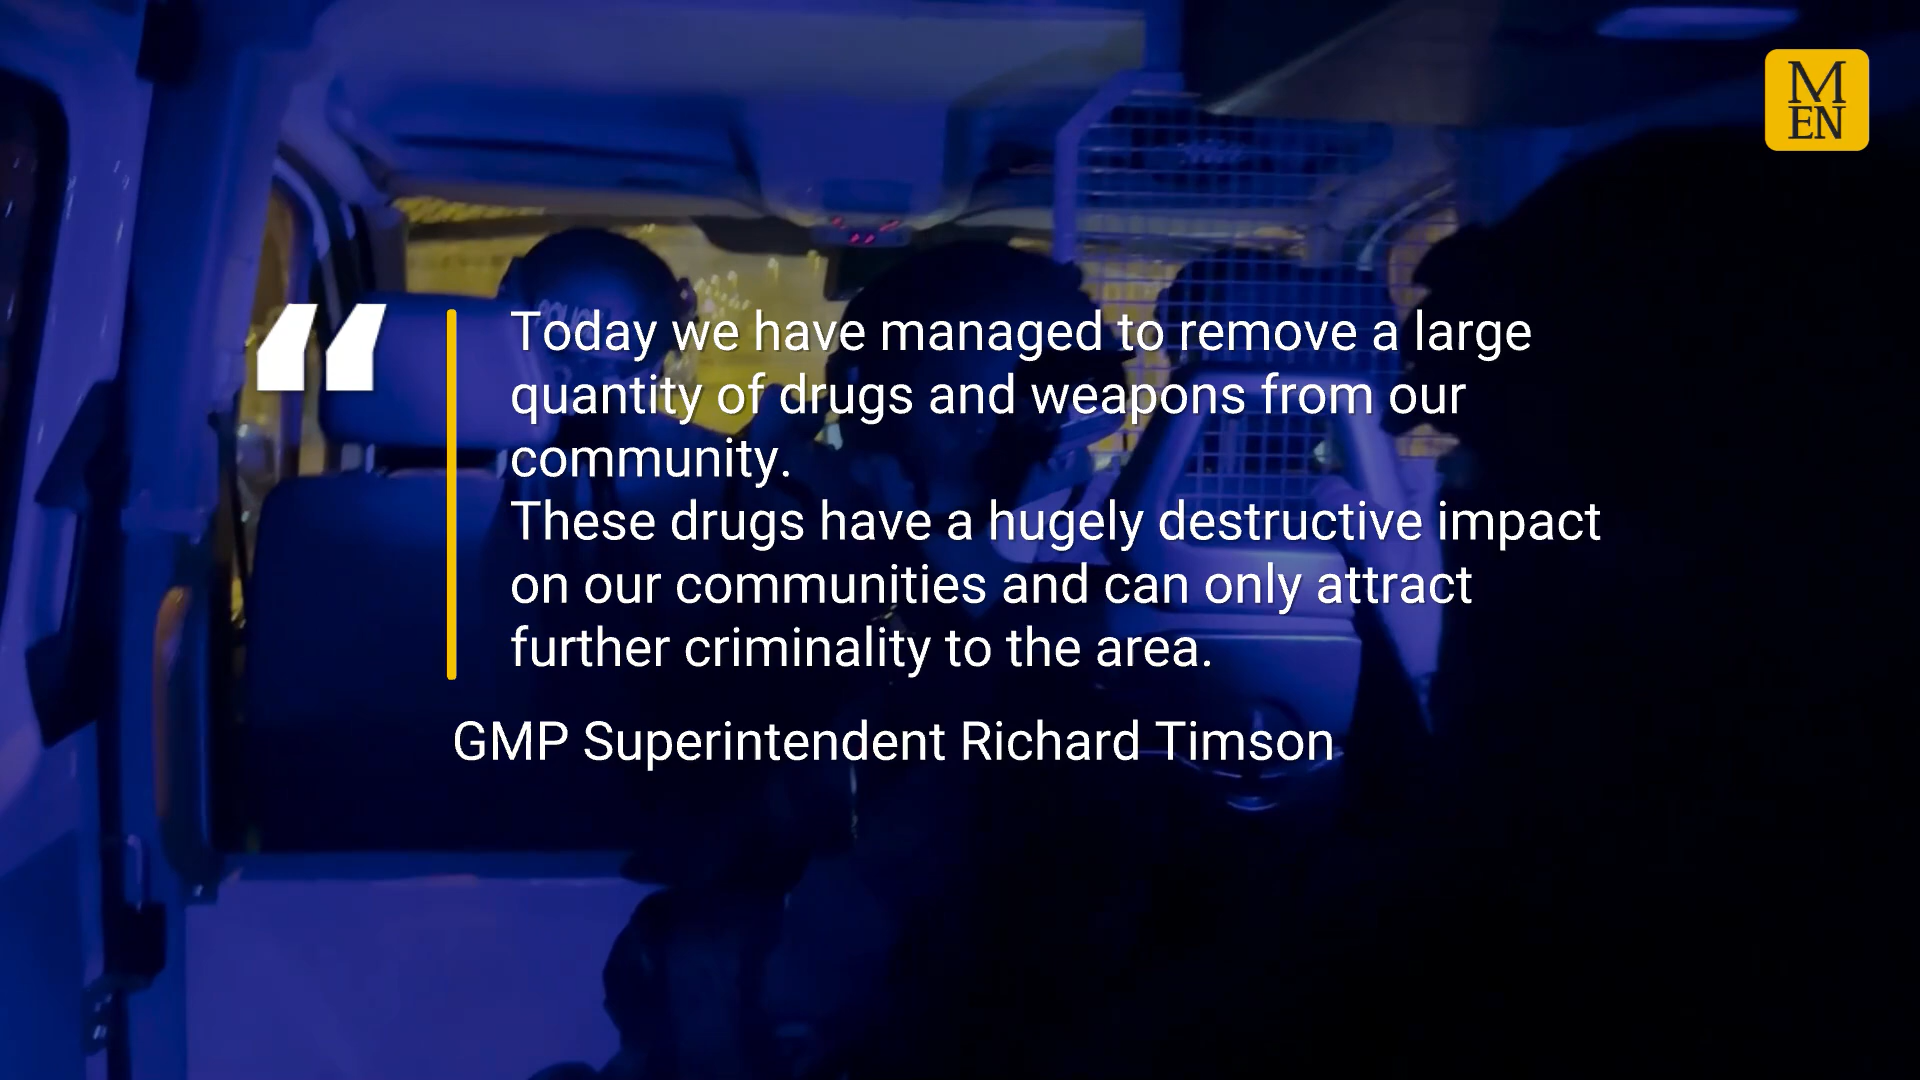 M
EN
“
Today we have managed to remove a large
quantity of drugs and weapons from our
community.
These drugs have a hugely destructive impact
on our communities and can only attract
further criminality to the area.
GMP Superintendent Richard Timson